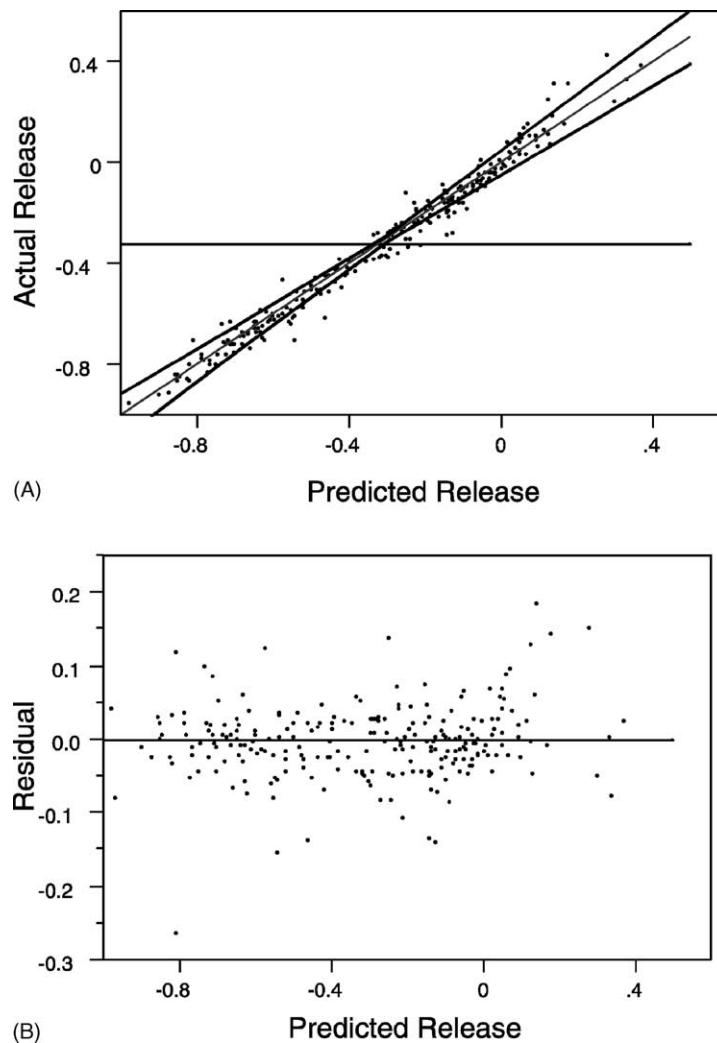 0.4
0
-0.4
-0.8
Actual Release
-0.8 -0.4 0 .4
Predicted Release
(A)
0.2
0.1
0.0
-0.1
-0.2
-0.3
Residual
-0.8 -0.4 0 .4
Predicted Release
(B)